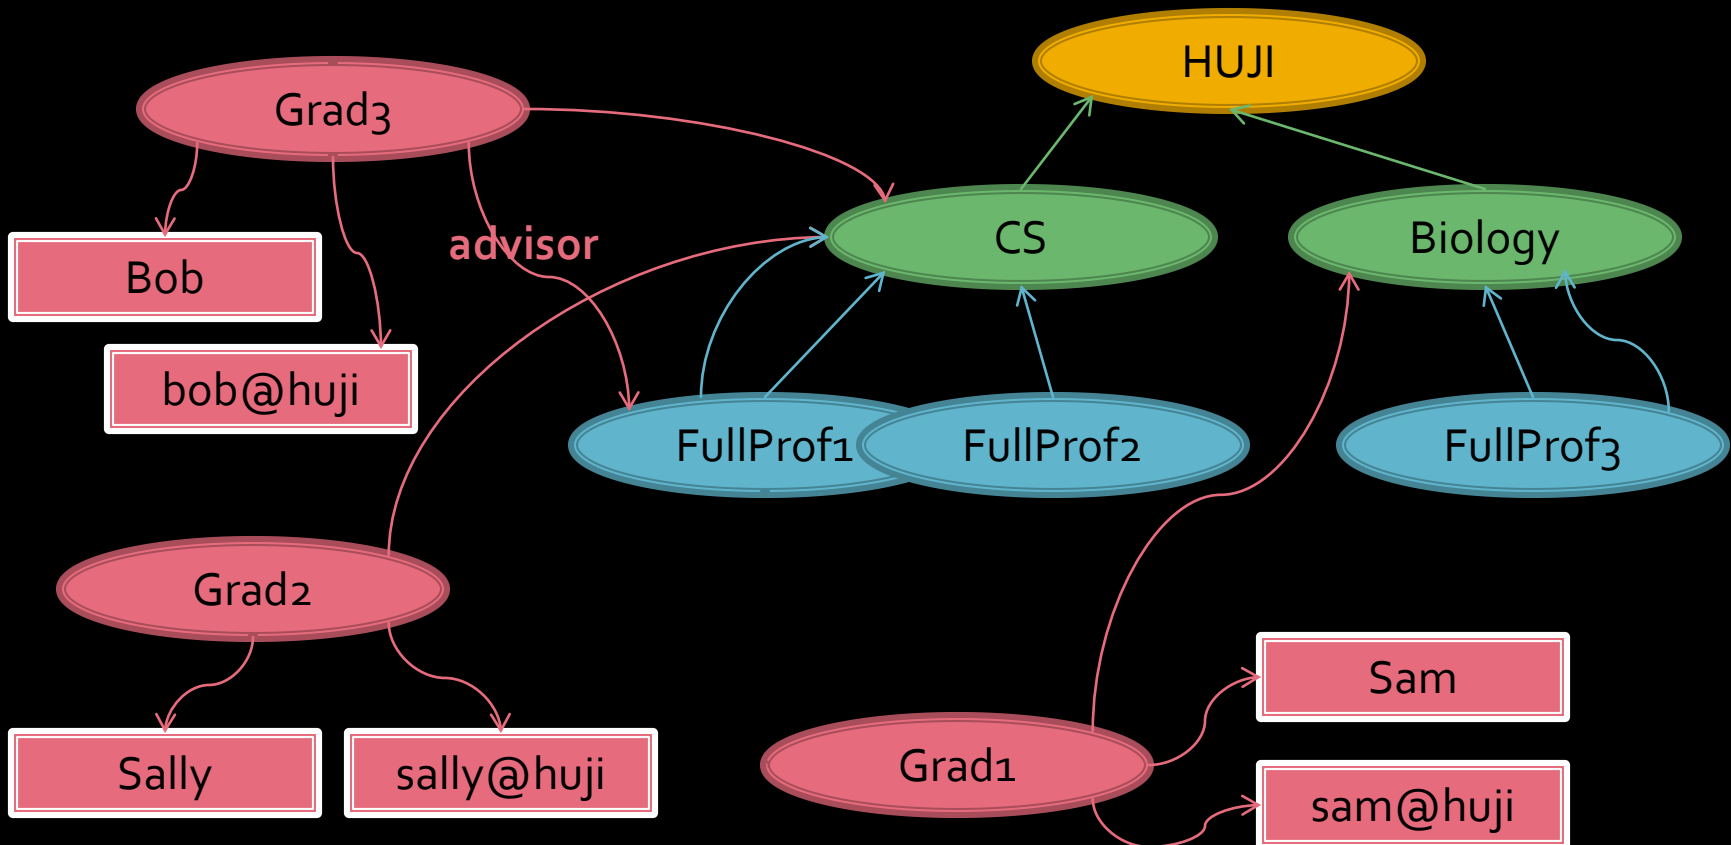 HUJI
Grad3
CS
Biology
advisor
Bob
bob@huji
FullProf1
FullProf2
FullProf3
Grad2
Sam
Grad1
Sally
sally@huji
sam@huji